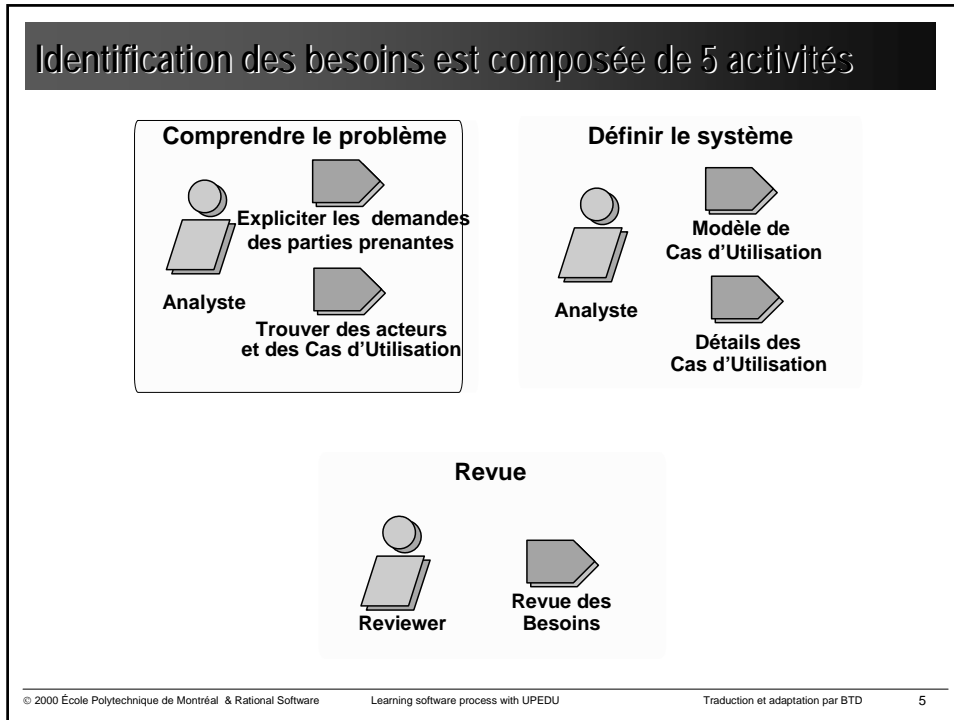 Identification des besoins est composée de 5 activités
Comprendre le problème
Expliciter les demandes
des parties prenantes
Analyste
Trouver des acteurs
et des Cas d’Utilisation
Définir le système
Modèle de
Cas d’Utilisation
Analyste
Détails des
Cas d’Utilisation
Revue
Reviewer
Revue des
Besoins
© 2000 École Polytechnique de Montréal & Rational Software
Learning software process with UPEDU
Traduction et adaptation par BTD
5